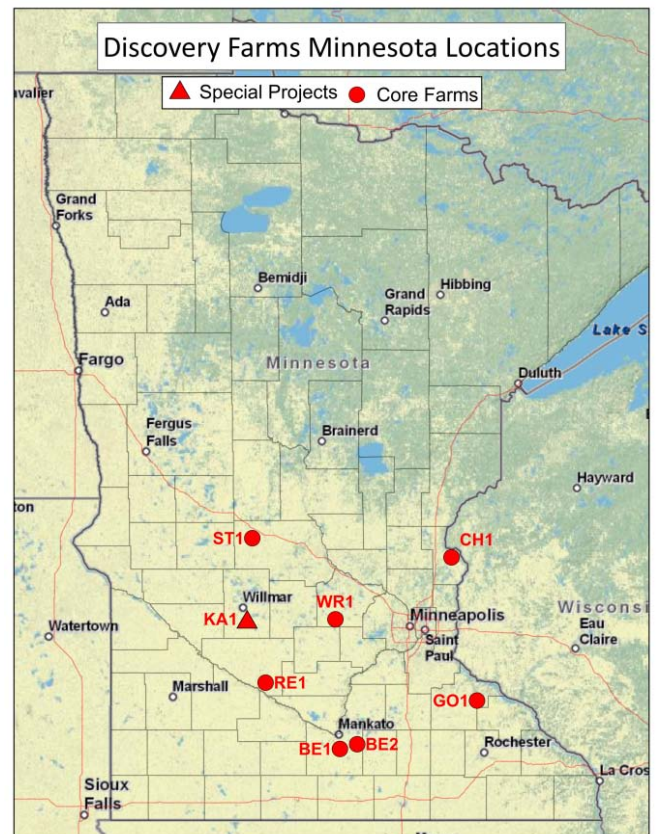 Discovery Farms Minnesota Locations
Special Projects Core Farms
avalier
Grand
Forks
Bemidji
Hibbing
Grand
Rapids
Ada
Lake S
Fargo
Minnesota
Duluth
Fergus
Falls
Brainerd
Hayward
ton
ST1
CH1
Willmar
KA1
WR1
Minneapolis
Saint
Paul
Wisconsi
Eau
Claire
Watertown
RE1
Marshall
GO1
Mankato
BE1
BE2
Rochester
La Cros
Sioux
Falls